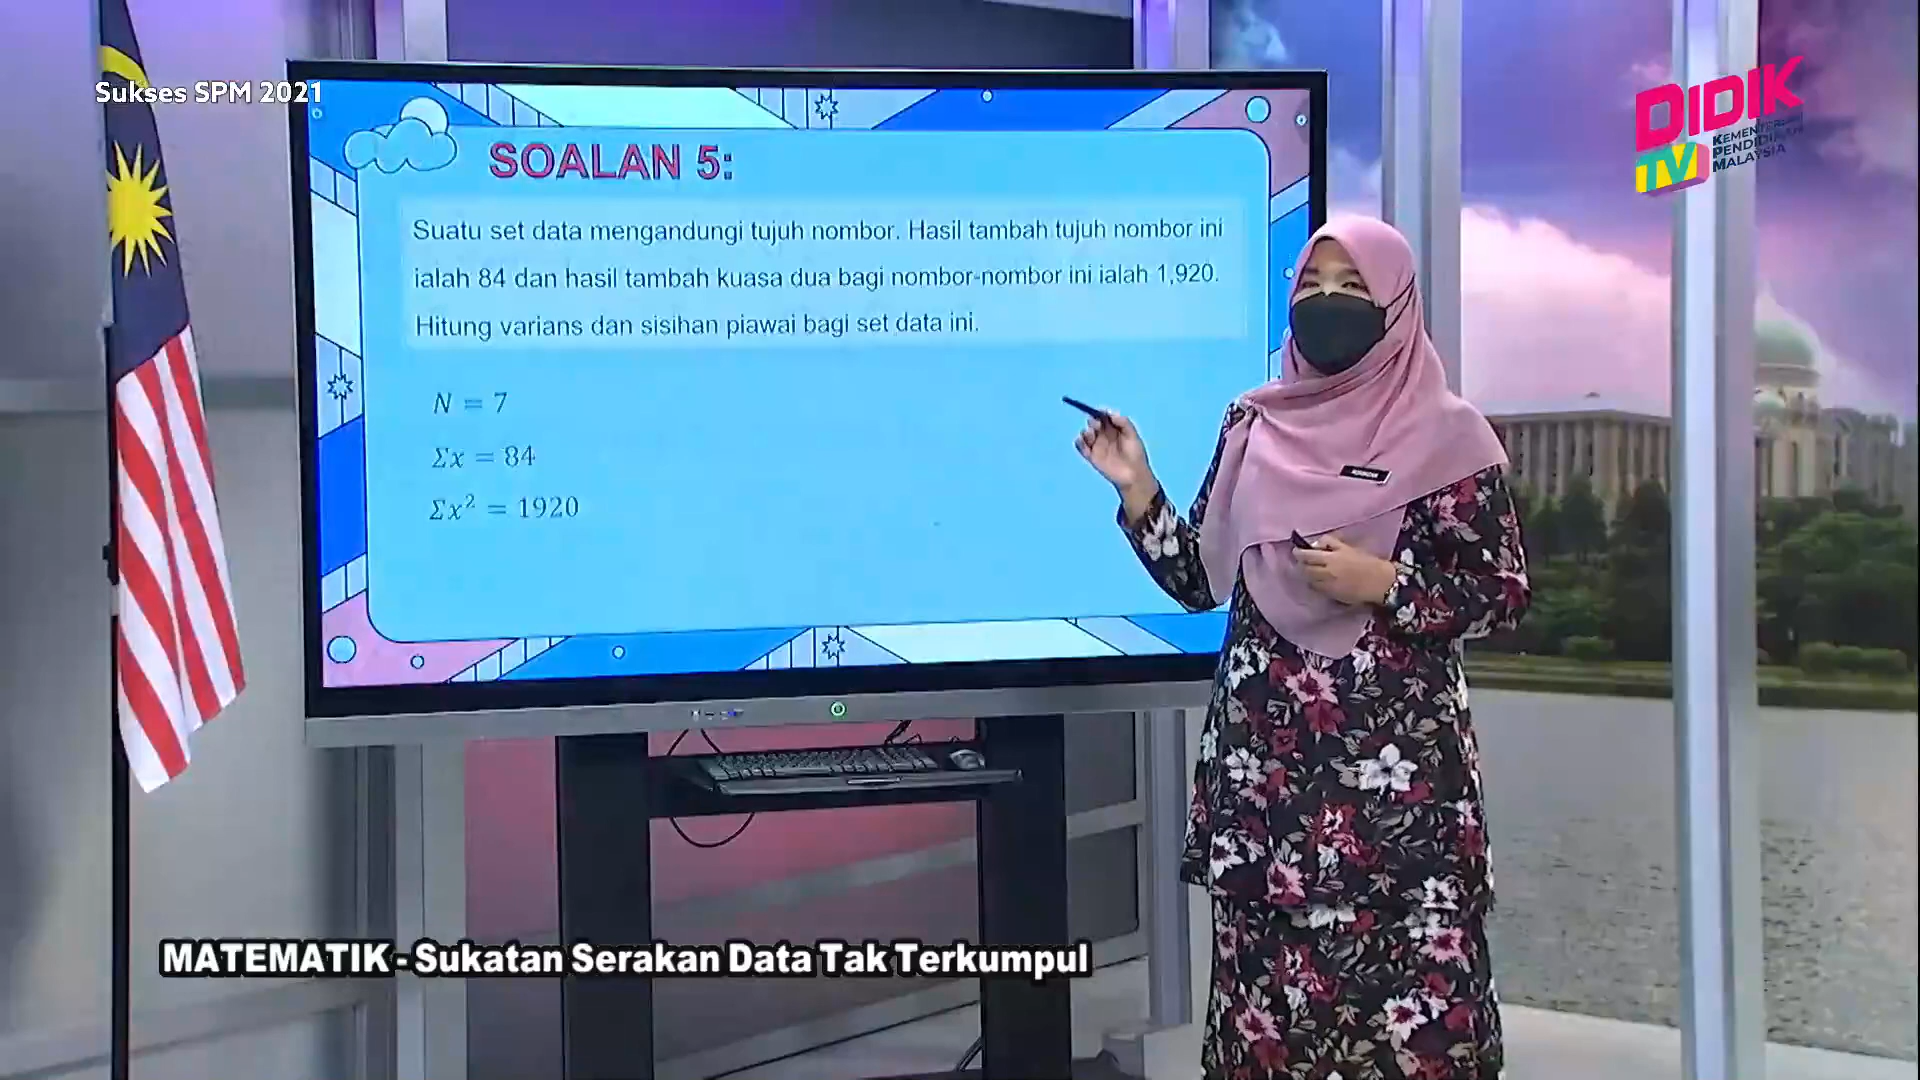 Sukses SPM 2021
DIDIK
TV
KEMENTERIAN
PENDIDIKAN
MALAYSIA
SOALAN 5:
Suatu set data mengandungi tujuh nombor. Hasil tambah tujuh nombor ini
ialah 84 dan hasil tambah kuasa dua bagi nombor-nombor ini ialah 1,920.
Hitung varians dan sisihan piawai bagi set data ini.
N = 7
Σx = 84
Σx² = 1920
MATEMATIK - Sukatan Serakan Data Tak Terkumpul